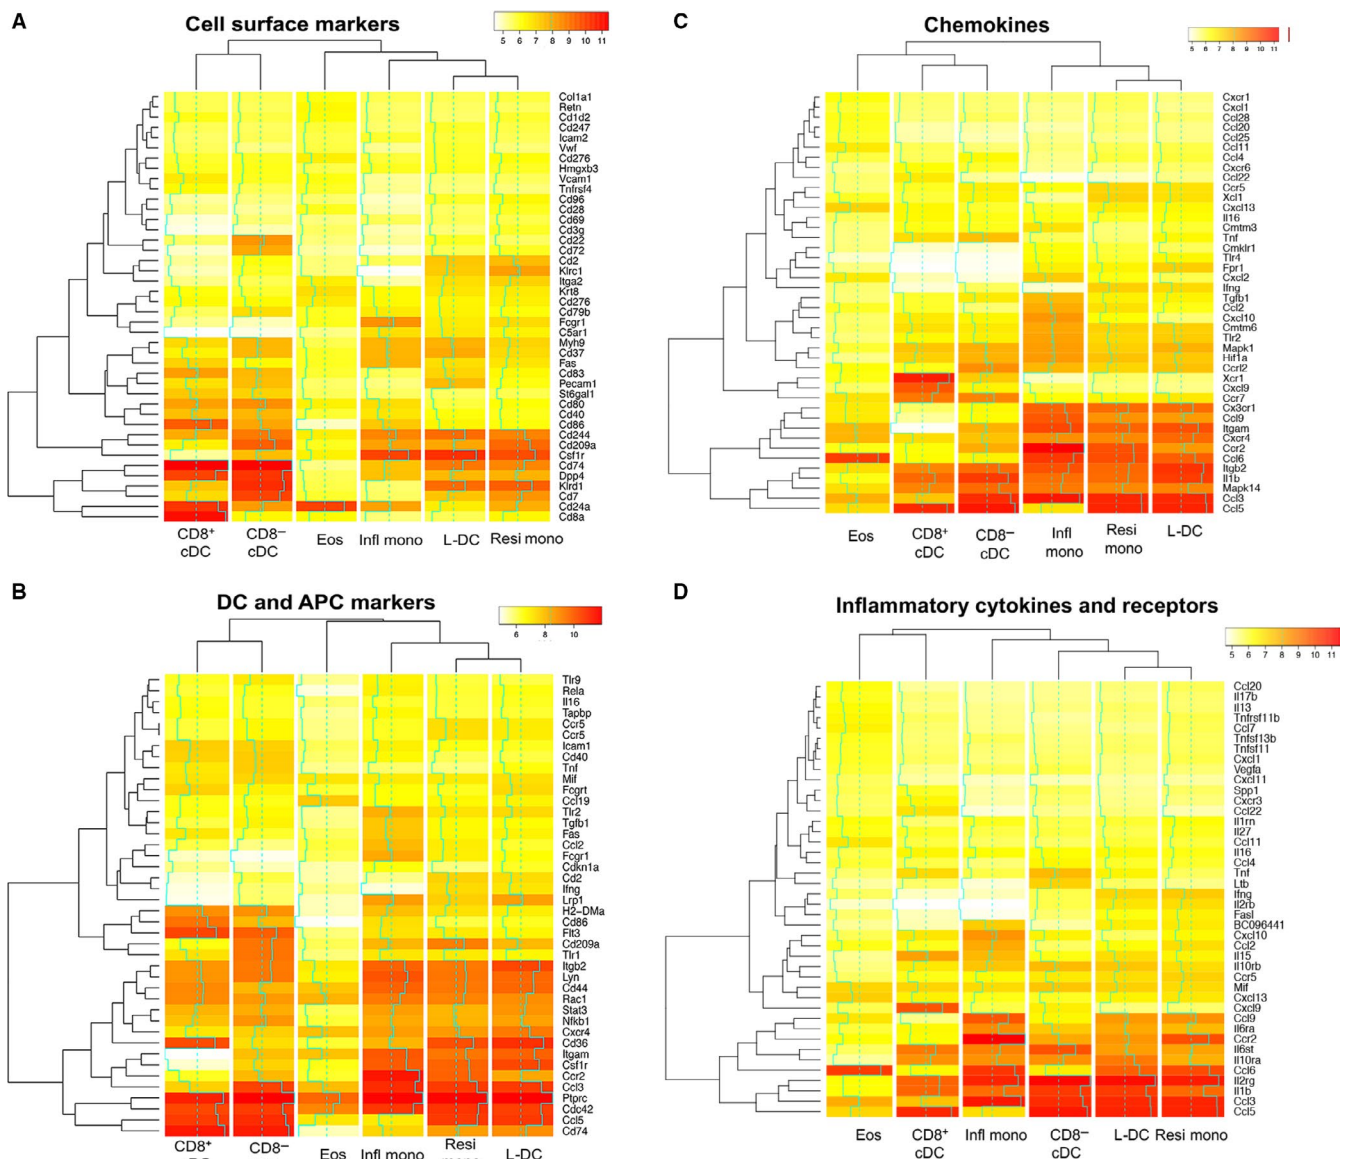 A
Cell surface markers
5 6 7 8 9 10 11
Col1a1
Retn
Cd1d2
Cd247
Icam2
Vwf
Cd276
Hmgxb3
Vcam1
Tnfrsf4
Cd96
Cd28
Cd69
Cd3g
Cd22
Cd72
Cd2
Klrc1
Itga2
Krt8
Cd276
Cd79b
Fcgr1
C5ar1
Myh9
Cd37
Fas
Cd83
Pecam1
St6gal1
Cd80
Cd40
Cd86
Cd244
Cd209a
Csf1r
Cd74
Dpp4
Klrd1
Cd7
Cd24a
Cd8a
CD8+ cDC
CD8− cDC
Eos
Infl mono
L-DC
Resi mono
C
Chemokines
5 6 7 8 9 10 11
Cxcr1
Cxcl1
Ccl28
Ccl20
Ccl25
Ccl11
Ccl4
Cxcr6
Ccl22
Ccr5
Xcl1
Cxcl13
Il16
Cmtm3
Tnf
Cmklr1
Tlr4
Fpr1
Cxcl2
Ifng
Tgfb1
Ccl2
Cxcl10
Cmtm6
Tlr2
Mapk1
Hif1a
Ccrl2
Xcr1
Cxcl9
Ccr7
Cx3cr1
Ccl9
Itgam
Cxcr4
Ccr2
Ccl6
Itgb2
Il1b
Mapk14
Ccl3
Ccl5
Eos
CD8+ cDC
CD8− cDC
Infl mono
Resi mono
L-DC
B
DC and APC markers
6 8 10
Tlr9
Rela
Il16
Tapbp
Ccr5
Ccr5
Icam1
Cd40
Tnf
Mif
Fcgrt
Ccl19
Tlr2
Tgfb1
Fas
Ccl2
Fcgr1
Cdkn1a
Cd2
Ifng
Lrp1
H2−DMa
Cd86
Flt3
Cd209a
Tlr1
Itgb2
Lyn
Cd44
Rac1
Stat3
Nfkb1
Cxcr4
Cd36
Itgam
Csf1r
Ccr2
Ccl3
Ptprc
Cdc42
Ccl5
Cd74
CD8+
CD8−
Eos
Infl mono
Resi
L-DC
D
Inflammatory cytokines and receptors
5 6 7 8 9 10 11
Ccl20
Il17b
Il13
Tnfrsf11b
Ccl7
Tnfsf13b
Tnfsf11
Cxcl1
Vegfa
Cxcl11
Spp1
Cxcr3
Ccl22
Il1rn
Il27
Ccl11
Il16
Ccl4
Tnf
Ltb
Ifng
Il2rb
Fasl
BC096441
Cxcl10
Ccl2
Il15
Il10rb
Ccr5
Mif
Cxcl13
Cxcl9
Ccl9
Il6ra
Ccr2
Il6st
Il10ra
Ccl6
Il2rg
Il1b
Ccl3
Ccl5
Eos
CD8+ cDC
Infl mono
CD8− cDC
L-DC
Resi mono